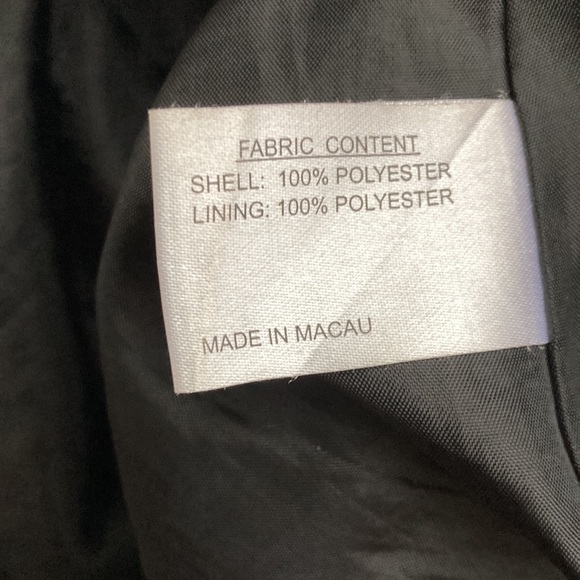 FABRIC CONTENT
SHELL: 100% POLYESTER
LINING: 100% POLYESTER
MADE IN MACAU